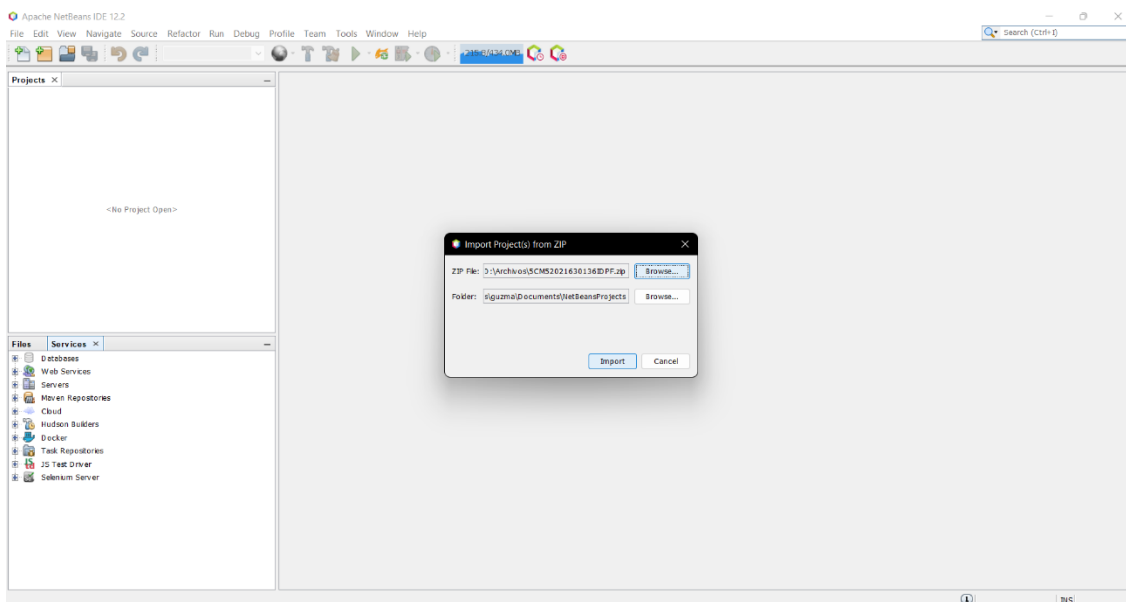 Apache NetBeans IDE 12.2
File Edit View Navigate Source Refactor Run Debug Profile Team Tools Window Help
Search (Ctrl+I)
Projects
<No Project Open>
Import Project(s) from ZIP
ZIP File: D:\Archivos\5CM52021630136IDPF.zip Browse...
Folder: s\guzma\Documents\NetBeansProjects Browse...
Import Cancel
Files Services
Databases
Web Services
Servers
Maven Repositories
Cloud
Hudson Builders
Docker
Task Repositories
JS Test Driver
Selenium Server
INS